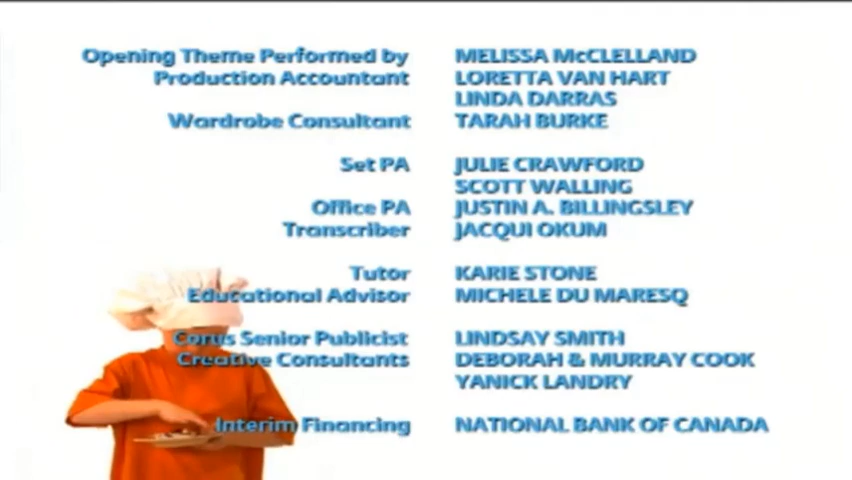 Opening Theme Performed by MELISSA McCLELLAND
Production Accountant LORETTA VAN HART
LINDA DARRAS
Wardrobe Consultant TARAH BURKE
Set PA JULIE CRAWFORD
SCOTT WALLING
Office PA JUSTIN A. BILLINGSLEY
Transcriber JACQUI OKUM
Tutor KARIE STONE
Educational Advisor MICHELE DU MARESQ
Corus Senior Publicist LINDSAY SMITH
Creative Consultants DEBORAH & MURRAY COOK
YANICK LANDRY
Interim Financing NATIONAL BANK OF CANADA